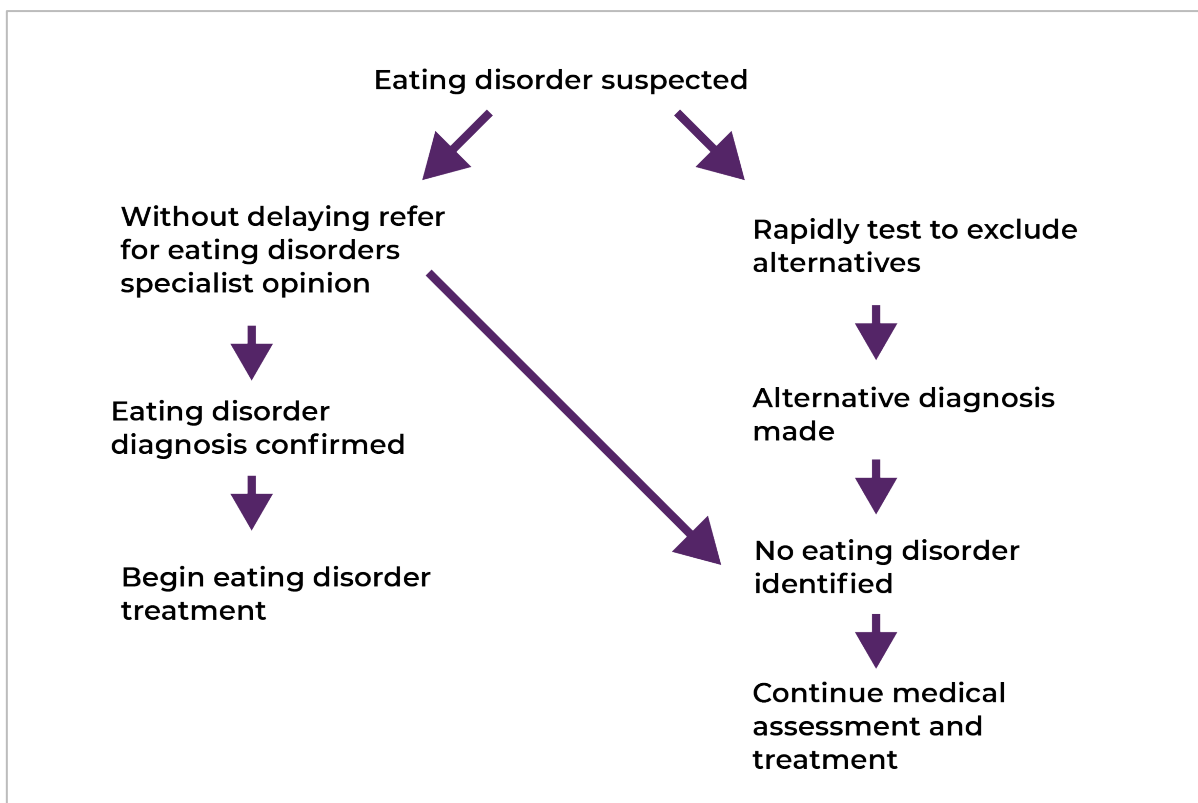 Eating disorder suspected
Without delaying refer
for eating disorders
specialist opinion
Eating disorder
diagnosis confirmed
Begin eating disorder
treatment
Rapidly test to exclude
alternatives
Alternative diagnosis
made
No eating disorder
identified
Continue medical
assessment and
treatment